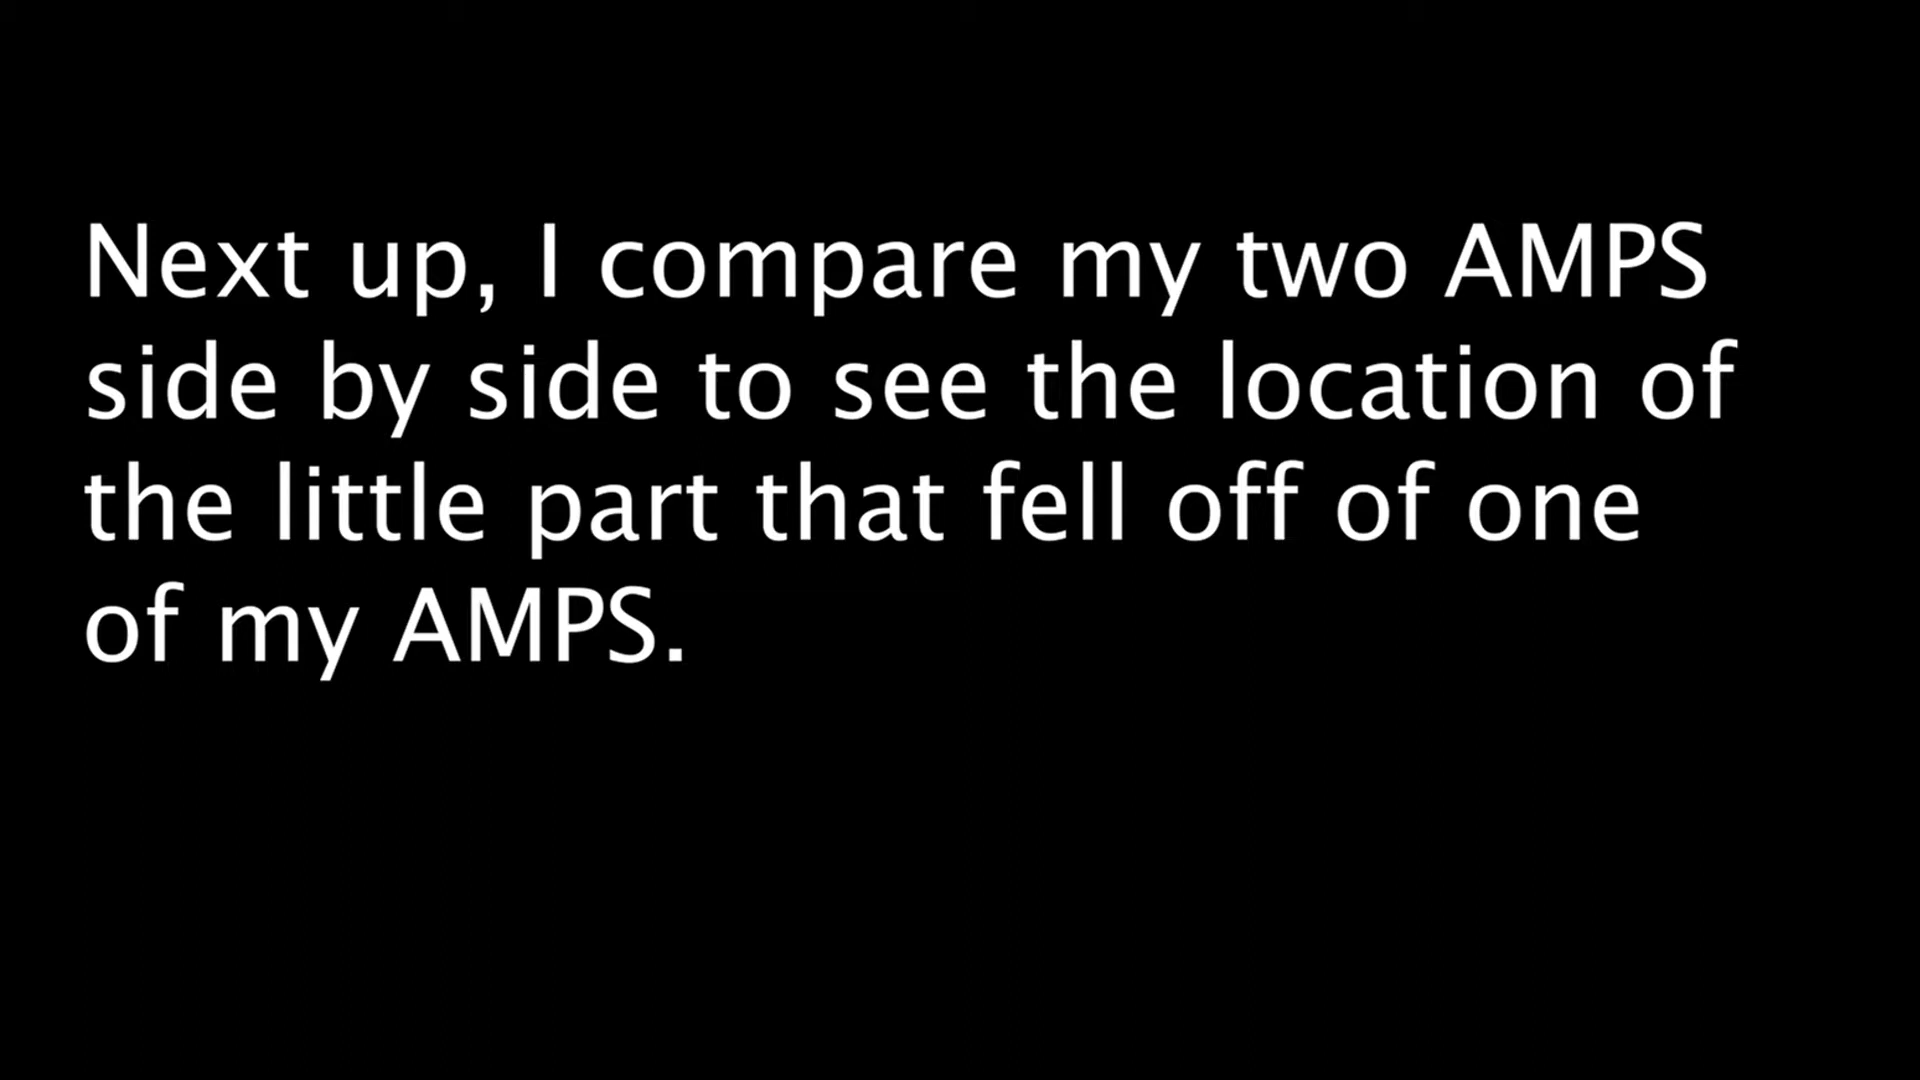 Next up, I compare my two AMPS
side by side to see the location of
the little part that fell off of one
of my AMPS.